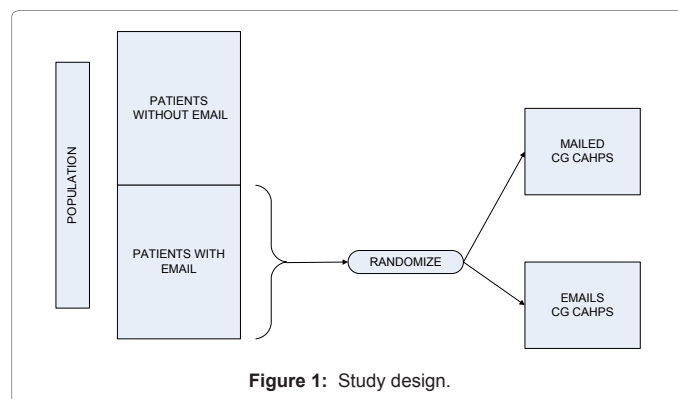 POPULATION
PATIENTS
WITHOUT EMAIL
PATIENTS WITH
EMAIL
RANDOMIZE
MAILED
CG CAHPS
EMAILS
CG CAHPS
Figure 1: Study design.